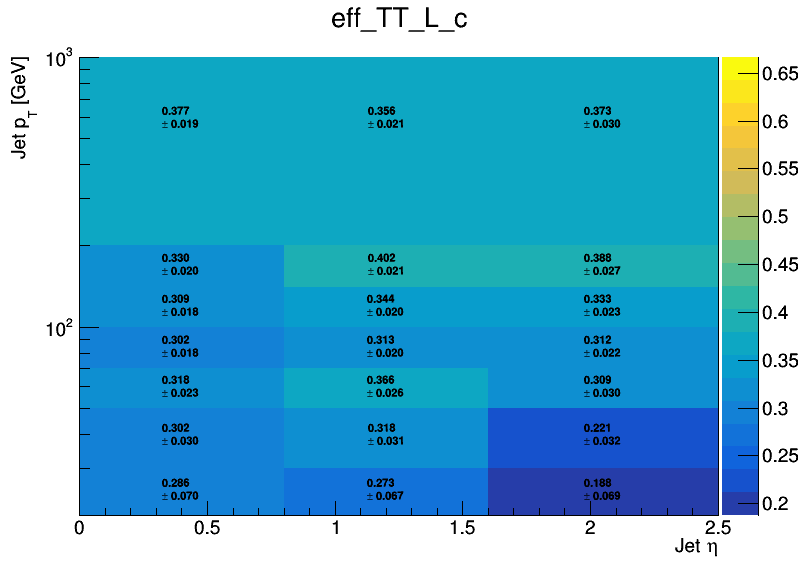 eff_TT_L_c
Jet p_T [GeV]
10^3
10^2
0.377 0.356 0.373
± 0.019 ± 0.021 ± 0.030
0.330 0.402 0.388
± 0.020 ± 0.021 ± 0.027
0.309 0.344 0.333
± 0.018 ± 0.020 ± 0.023
0.302 0.313 0.312
± 0.018 ± 0.020 ± 0.022
0.318 0.366 0.309
± 0.023 ± 0.026 ± 0.030
0.302 0.318 0.221
± 0.030 ± 0.031 ± 0.032
0.286 0.273 0.188
± 0.070 ± 0.067 ± 0.069
0 0.5 1 1.5 2 2.5
Jet η
0.65
0.6
0.55
0.5
0.45
0.4
0.35
0.3
0.25
0.2